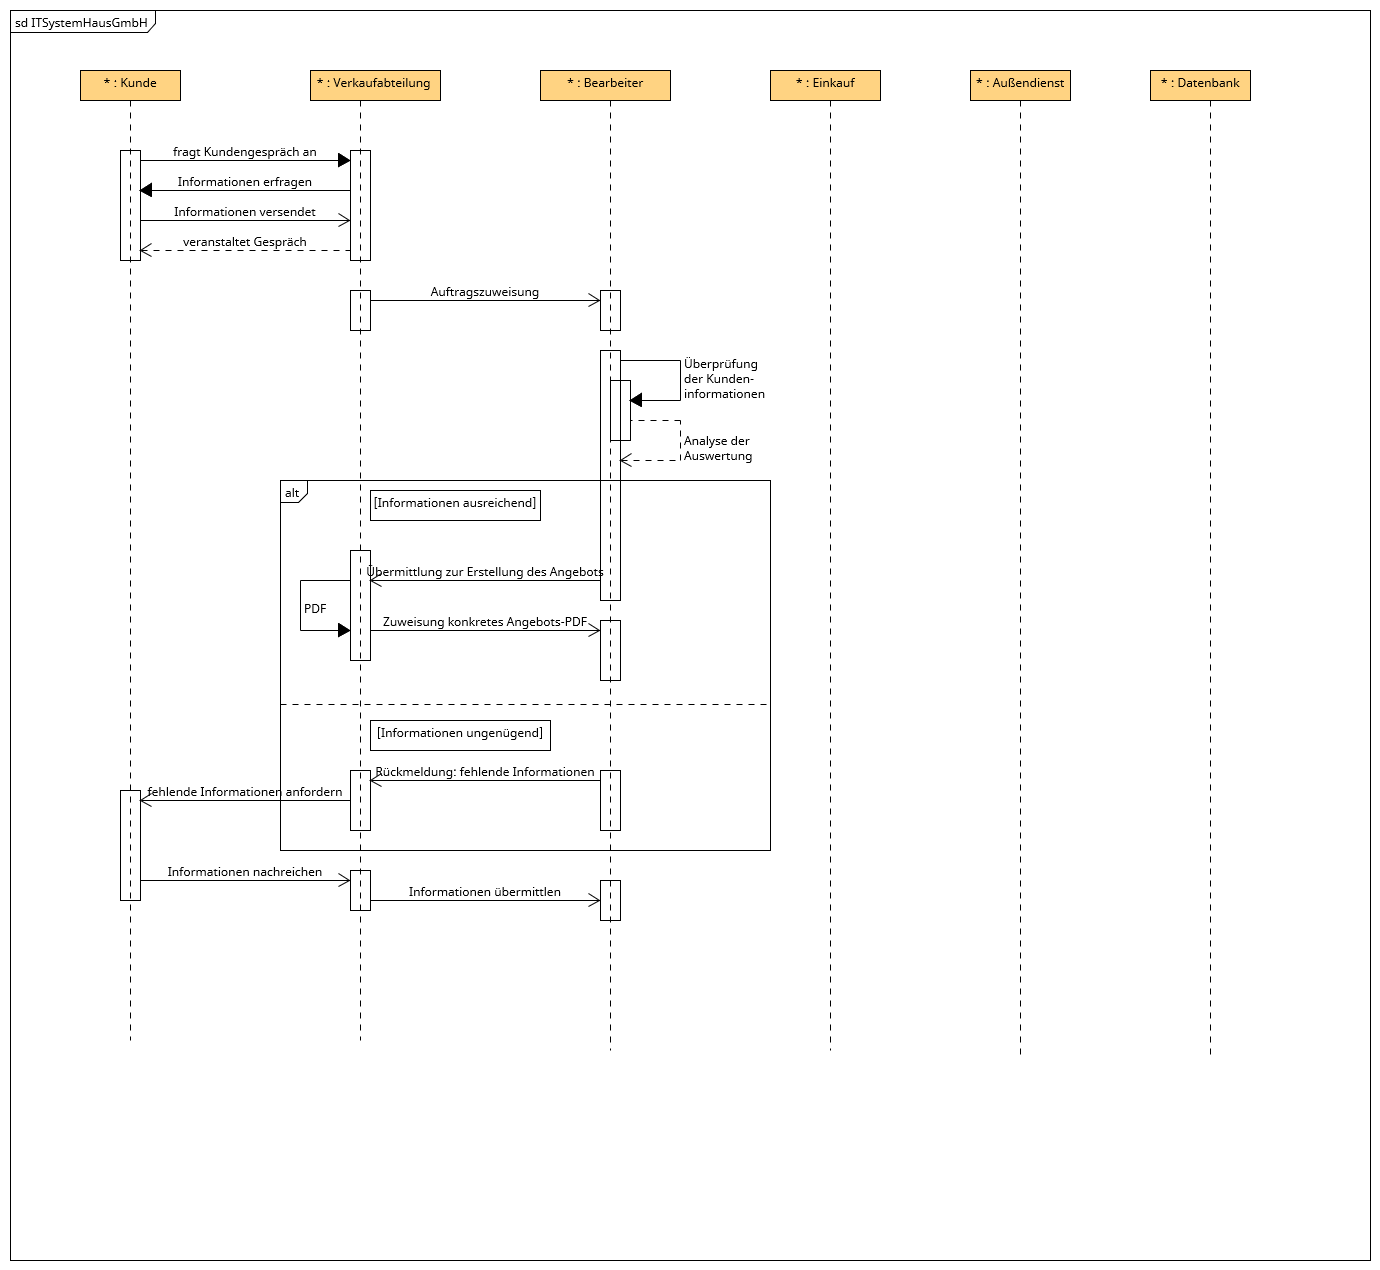 sd ITSystemHausGmbH
* : Kunde
* : Verkaufabteilung
* : Bearbeiter
* : Einkauf
* : Außendienst
* : Datenbank
fragt Kundengespräch an
Informationen erfragen
Informationen versendet
veranstaltet Gespräch
Auftragszuweisung
Überprüfung
der Kunden-
informationen
Analyse der
Auswertung
alt
[Informationen ausreichend]
Übermittlung zur Erstellung des Angebots
PDF
Zuweisung konkretes Angebots-PDF
[Informationen ungenügend]
Rückmeldung: fehlende Informationen
fehlende Informationen anfordern
Informationen nachreichen
Informationen übermittlen